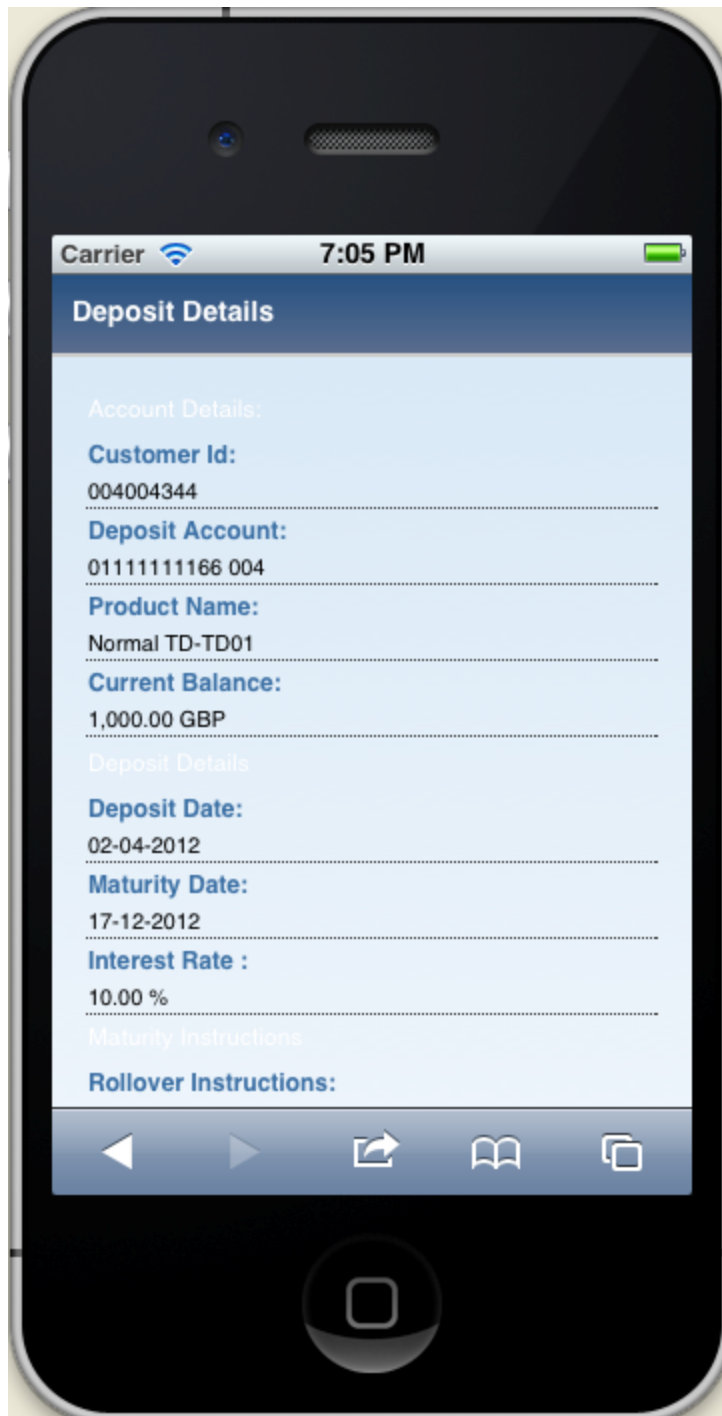 Carrier 7:05 PM
Deposit Details
Account Details:
Customer Id:
004004344
Deposit Account:
01111111166 004
Product Name:
Normal TD-TD01
Current Balance:
1,000.00 GBP
Deposit Details
Deposit Date:
02-04-2012
Maturity Date:
17-12-2012
Interest Rate :
10.00 %
Maturity Instructions
Rollover Instructions: